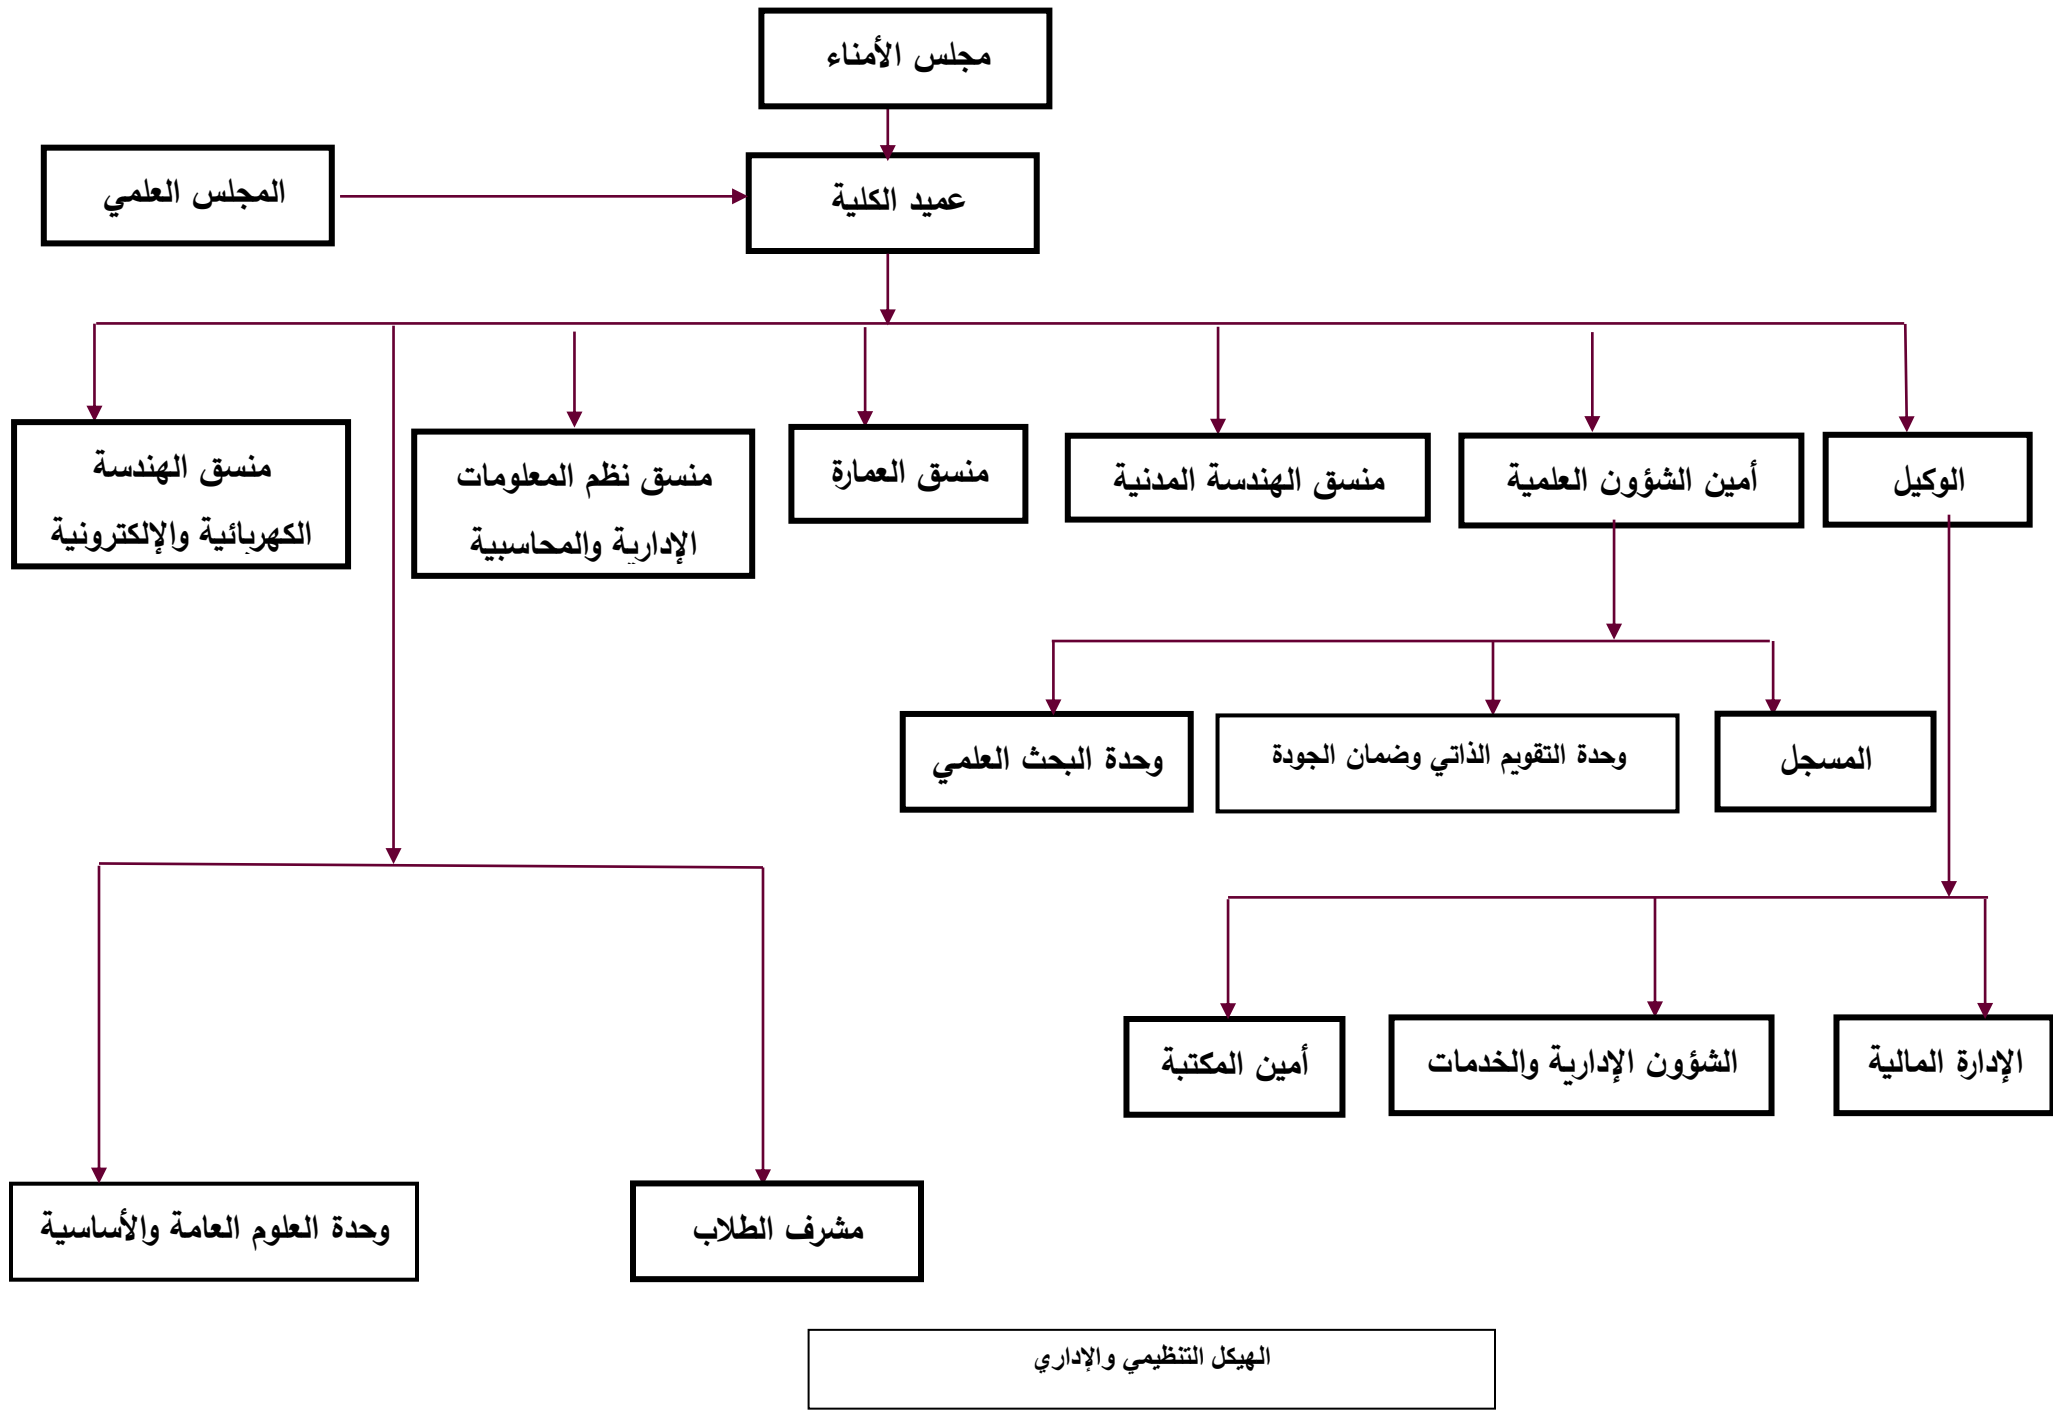 مجلس الأمناء
المجلس العلمي
عميد الكلية
الوكيل
أمين الشؤون العلمية
منسق الهندسة المدنية
منسق العمارة
منسق نظم المعلومات
الإدارية والمحاسبية
منسق الهندسة
الكهربائية والإلكترونية
المسجل
وحدة التقويم الذاتي وضمان الجودة
وحدة البحث العلمي
الإدارة المالية
الشؤون الإدارية والخدمات
أمين المكتبة
مشرف الطلاب
وحدة العلوم العامة والأساسية
الهيكل التنظيمي والإداري